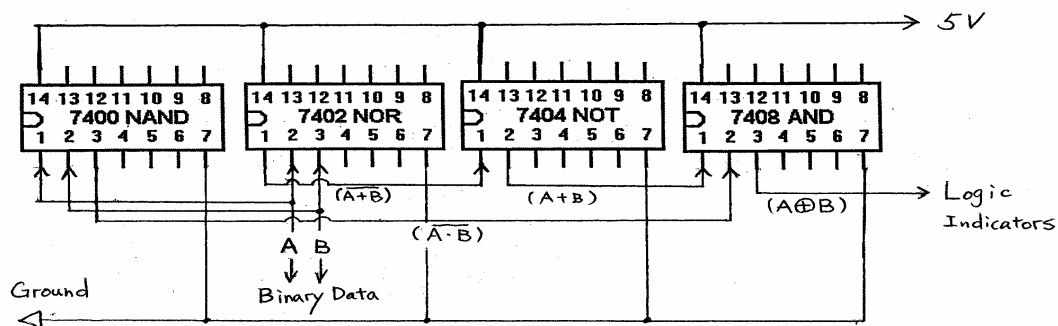 5V
14 13 12 11 10 9 8
7400 NAND
1 2 3 4 5 6 7
14 13 12 11 10 9 8
7402 NOR
1 2 3 4 5 6 7
14 13 12 11 10 9 8
7404 NOT
1 2 3 4 5 6 7
14 13 12 11 10 9 8
7408 AND
1 2 3 4 5 6 7
(A̅+̅B̅)
(A+B)
(A⊕B)
Logic
Indicators
(A̅·̅B̅)
A B
Binary Data
Ground